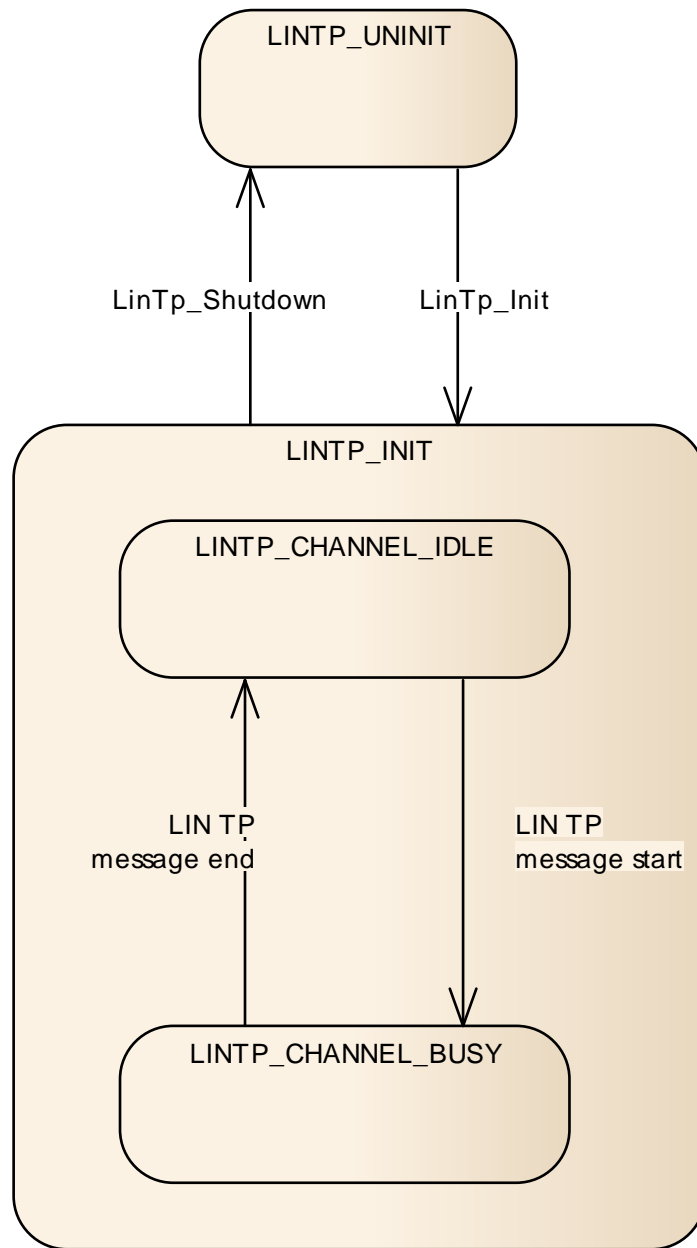 LINTP_UNINIT
LinTp_Shutdown
LinTp_Init
LINTP_INIT
LINTP_CHANNEL_IDLE
LIN TP
message end
LIN TP
message start
LINTP_CHANNEL_BUSY